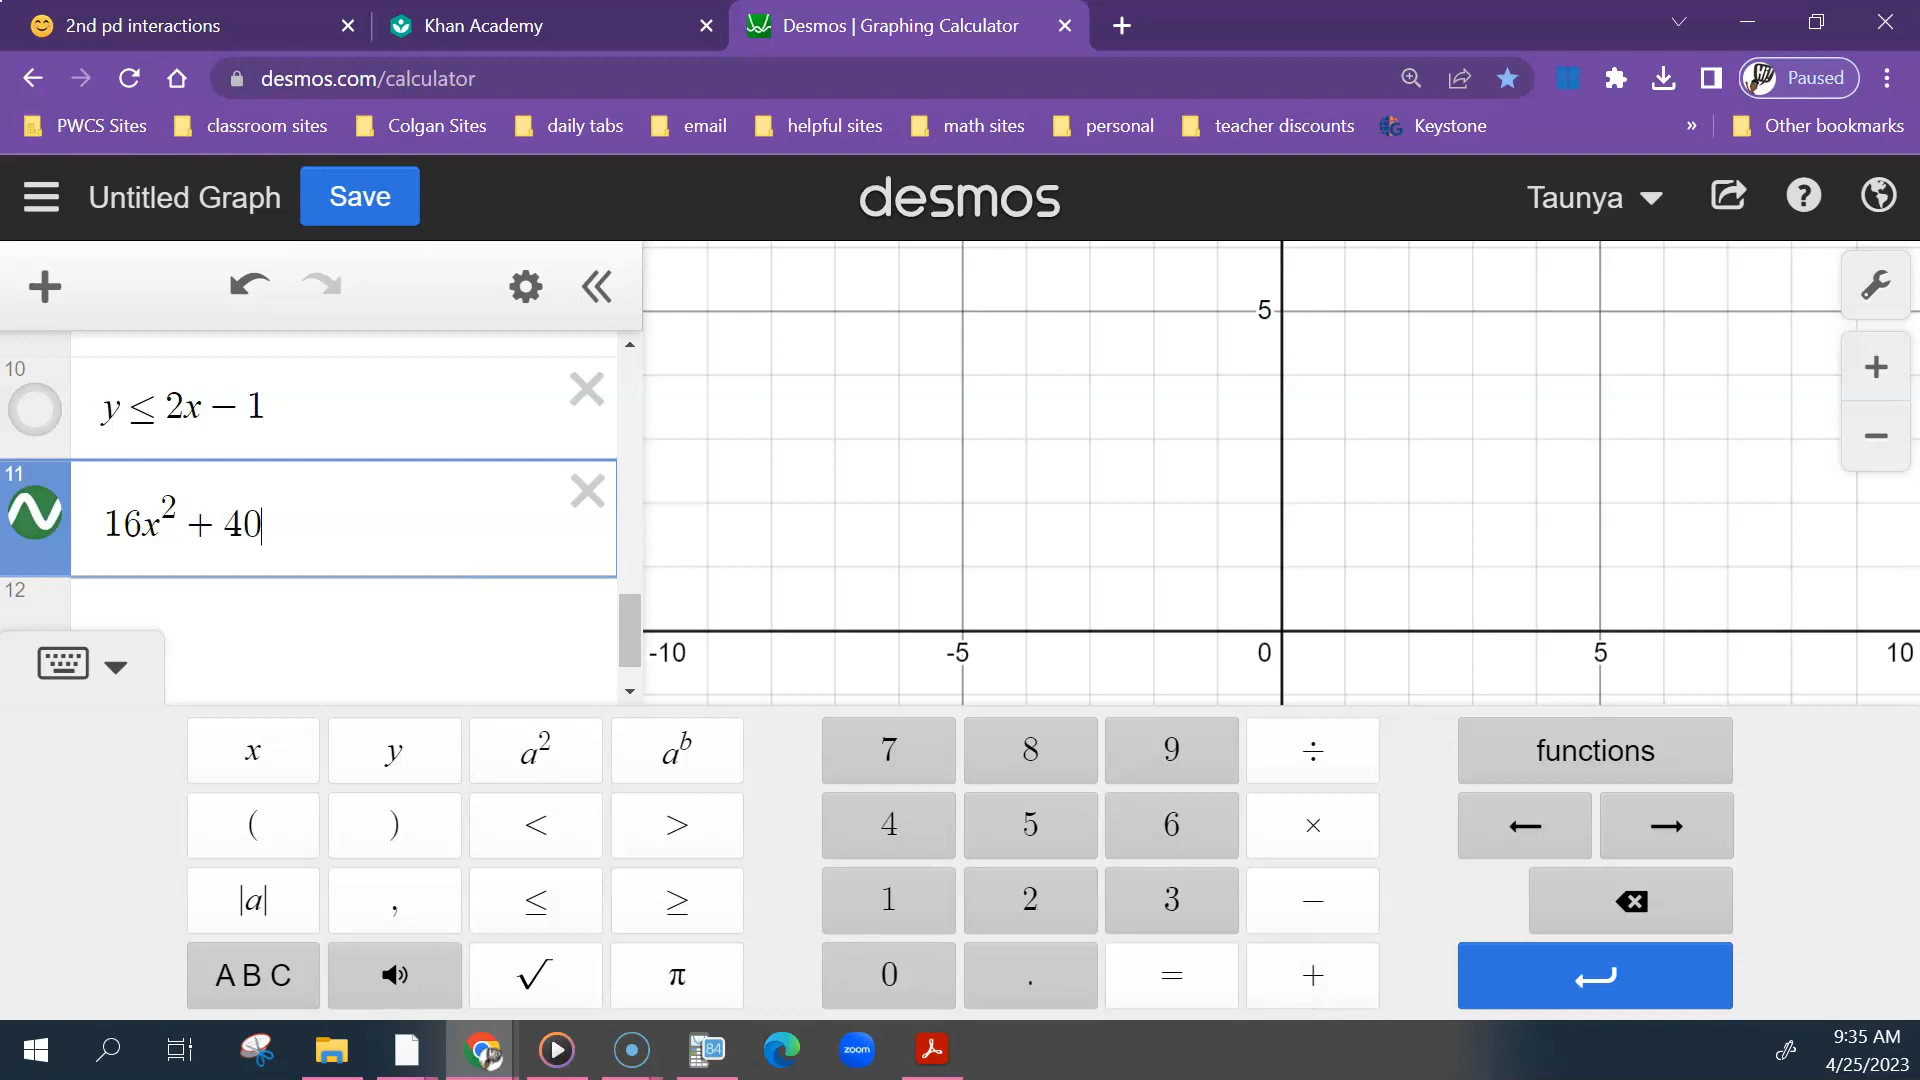 2nd pd interactions
Khan Academy
Desmos | Graphing Calculator
desmos.com/calculator
Paused
PWCS Sites
classroom sites
Colgan Sites
daily tabs
email
helpful sites
math sites
personal
teacher discounts
Keystone
»
Other bookmarks
Untitled Graph
Save
desmos
Taunya
?
10
y ≤ 2x − 1
11
16x² + 40
12
5
-10
-5
0
5
10
x y a² aᵇ 7 8 9 ÷ functions
( ) < > 4 5 6 × ← →
|a| , ≤ ≥ 1 2 3 −
A B C √ π 0 . = +
84
zoom
9:35 AM
4/25/2023